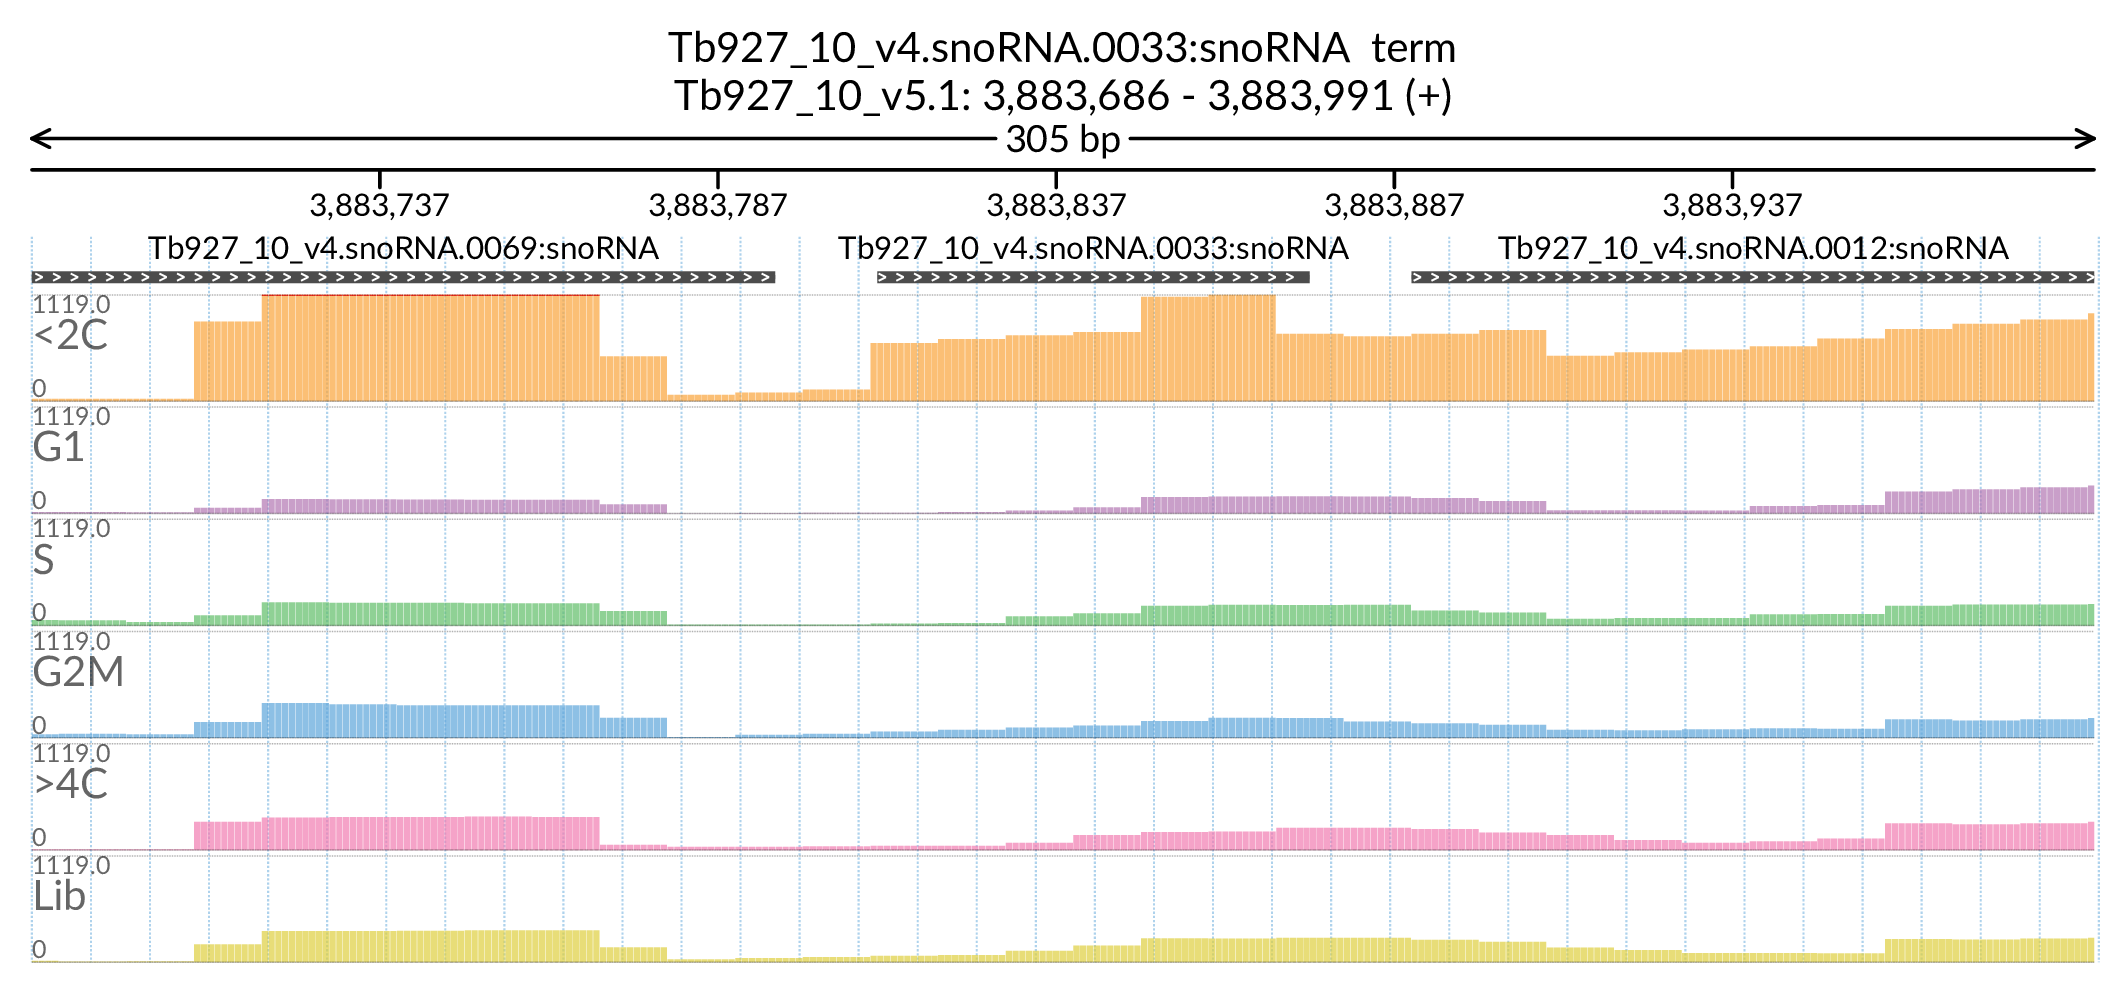 Tb927_10_v4.snoRNA.0033:snoRNA  term
Tb927_10_v5.1: 3,883,686 - 3,883,991 (+)
305 bp
3,883,737 3,883,787 3,883,837 3,883,887 3,883,937
Tb927_10_v4.snoRNA.0069:snoRNA Tb927_10_v4.snoRNA.0033:snoRNA Tb927_10_v4.snoRNA.0012:snoRNA
1119.0
<2C
0
1119.0
G1
0
1119.0
S
0
1119.0
G2M
0
1119.0
>4C
0
1119.0
Lib
0